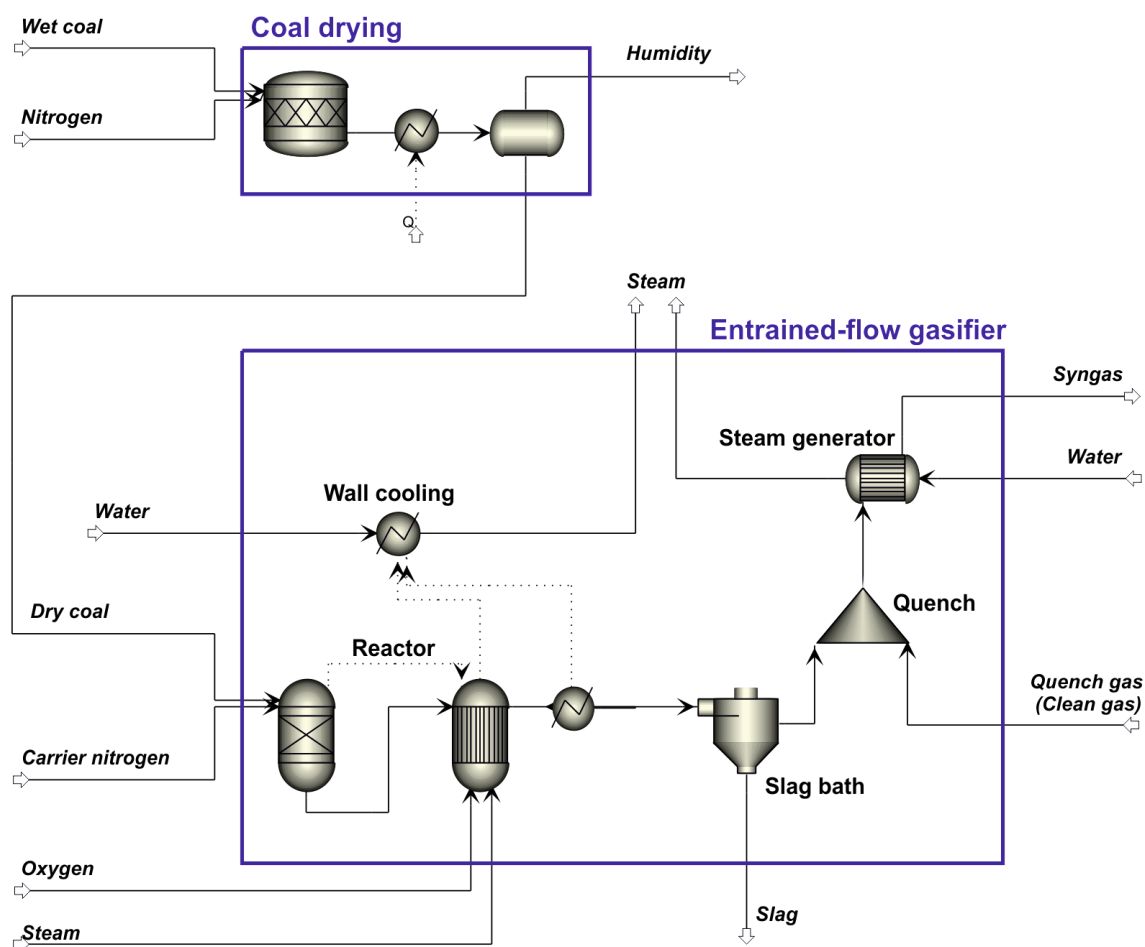 Wet coal
Coal drying
Humidity
Nitrogen
Q
Steam
Entrained-flow gasifier
Syngas
Steam generator
Water
Wall cooling
Water
Quench
Dry coal
Reactor
Quench gas
(Clean gas)
Carrier nitrogen
Slag bath
Oxygen
Slag
Steam